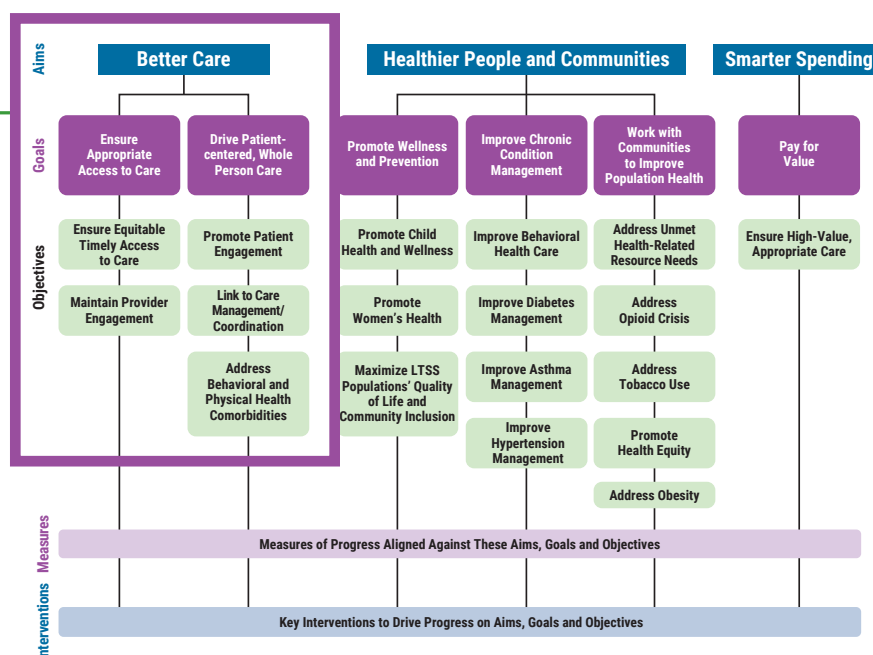 Aims
Better Care
Healthier People and Communities
Smarter Spending
Goals
Ensure
Appropriate
Access to Care
Drive Patient-
centered, Whole
Person Care
Promote Wellness
and Prevention
Improve Chronic
Condition
Management
Work with
Communities
to Improve
Population Health
Pay for
Value
Objectives
Ensure Equitable
Timely Access
to Care
Maintain Provider
Engagement
Promote Patient
Engagement
Link to Care
Management/
Coordination
Address
Behavioral and
Physical Health
Comorbidities
Promote Child
Health and Wellness
Promote
Women's Health
Maximize LTSS
Populations' Quality
of Life and
Community Inclusion
Improve Behavioral
Health Care
Improve Diabetes
Management
Improve Asthma
Management
Improve
Hypertension
Management
Address Unmet
Health-Related
Resource Needs
Address
Opioid Crisis
Address
Tobacco Use
Promote
Health Equity
Address Obesity
Ensure High-Value,
Appropriate Care
Measures
Measures of Progress Aligned Against These Aims, Goals and Objectives
Interventions
Key Interventions to Drive Progress on Aims, Goals and Objectives